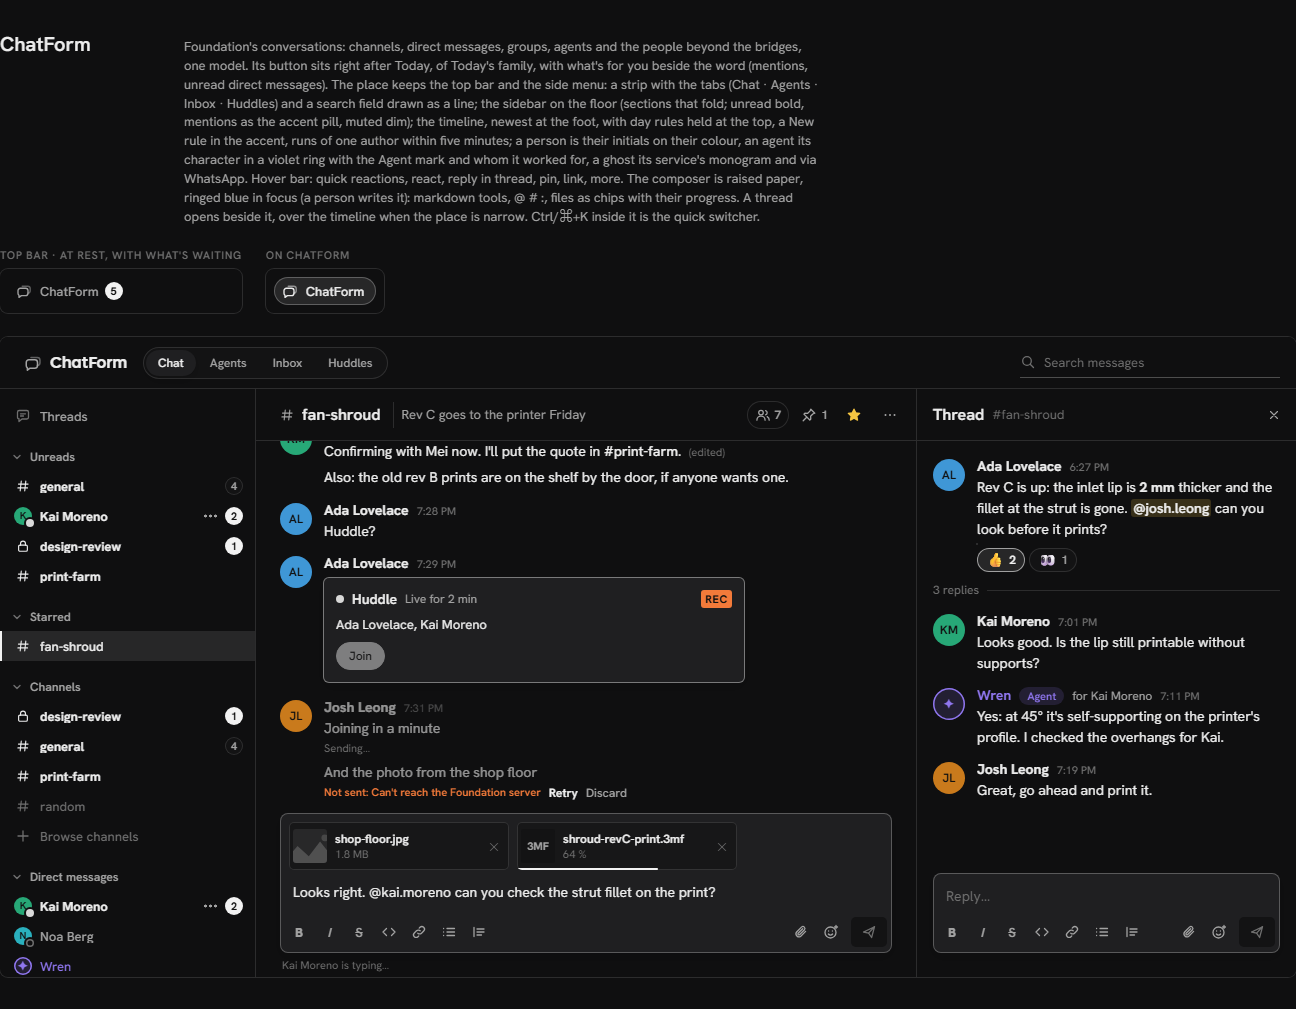 ChatForm
Foundation's conversations: channels, direct messages, groups, agents and the people beyond the bridges,
one model. Its button sits right after Today, of Today's family, with what's for you beside the word (mentions,
unread direct messages). The place keeps the top bar and the side menu: a strip with the tabs (Chat · Agents ·
Inbox · Huddles) and a search field drawn as a line; the sidebar on the floor (sections that fold; unread bold,
mentions as the accent pill, muted dim); the timeline, newest at the foot, with day rules held at the top, a New
rule in the accent, runs of one author within five minutes; a person is their initials on their colour, an agent its
character in a violet ring with the Agent mark and whom it worked for, a ghost its service's monogram and via
WhatsApp. Hover bar: quick reactions, react, reply in thread, pin, link, more. The composer is raised paper,
ringed blue in focus (a person writes it): markdown tools, @ # :, files as chips with their progress. A thread
opens beside it, over the timeline when the place is narrow. Ctrl/⌘+K inside it is the quick switcher.
TOP BAR · AT REST, WITH WHAT'S WAITING
ON CHATFORM
ChatForm 5
ChatForm
ChatForm
Chat
Agents
Inbox
Huddles
Search messages
Threads
Unreads
# general 4
K Kai Moreno ··· 2
design-review 1
# print-farm
Starred
# fan-shroud
Channels
design-review 1
# general 4
# print-farm
# random
+ Browse channels
Direct messages
K Kai Moreno ··· 2
N Noa Berg
Wren
# fan-shroud
Rev C goes to the printer Friday
7
1
KM
Confirming with Mei now. I'll put the quote in #print-farm. (edited)
Also: the old rev B prints are on the shelf by the door, if anyone wants one.
AL
Ada Lovelace 7:28 PM
Huddle?
AL
Ada Lovelace 7:29 PM
Huddle Live for 2 min
REC
Ada Lovelace, Kai Moreno
Join
JL
Josh Leong 7:31 PM
Joining in a minute
Sending…
And the photo from the shop floor
Not sent: Can't reach the Foundation server Retry Discard
shop-floor.jpg
1.8 MB
3MF
shroud-revC-print.3mf
64 %
Looks right. @kai.moreno can you check the strut fillet on the print?
B I S
Kai Moreno is typing…
Thread #fan-shroud
AL
Ada Lovelace 6:27 PM
Rev C is up: the inlet lip is 2 mm thicker and the
fillet at the strut is gone. @josh.leong can you
look before it prints?
👍 2
👀 1
3 replies
KM
Kai Moreno 7:01 PM
Looks good. Is the lip still printable without
supports?
Wren Agent for Kai Moreno 7:11 PM
Yes: at 45° it's self-supporting on the printer's
profile. I checked the overhangs for Kai.
JL
Josh Leong 7:19 PM
Great, go ahead and print it.
Reply…
B I S